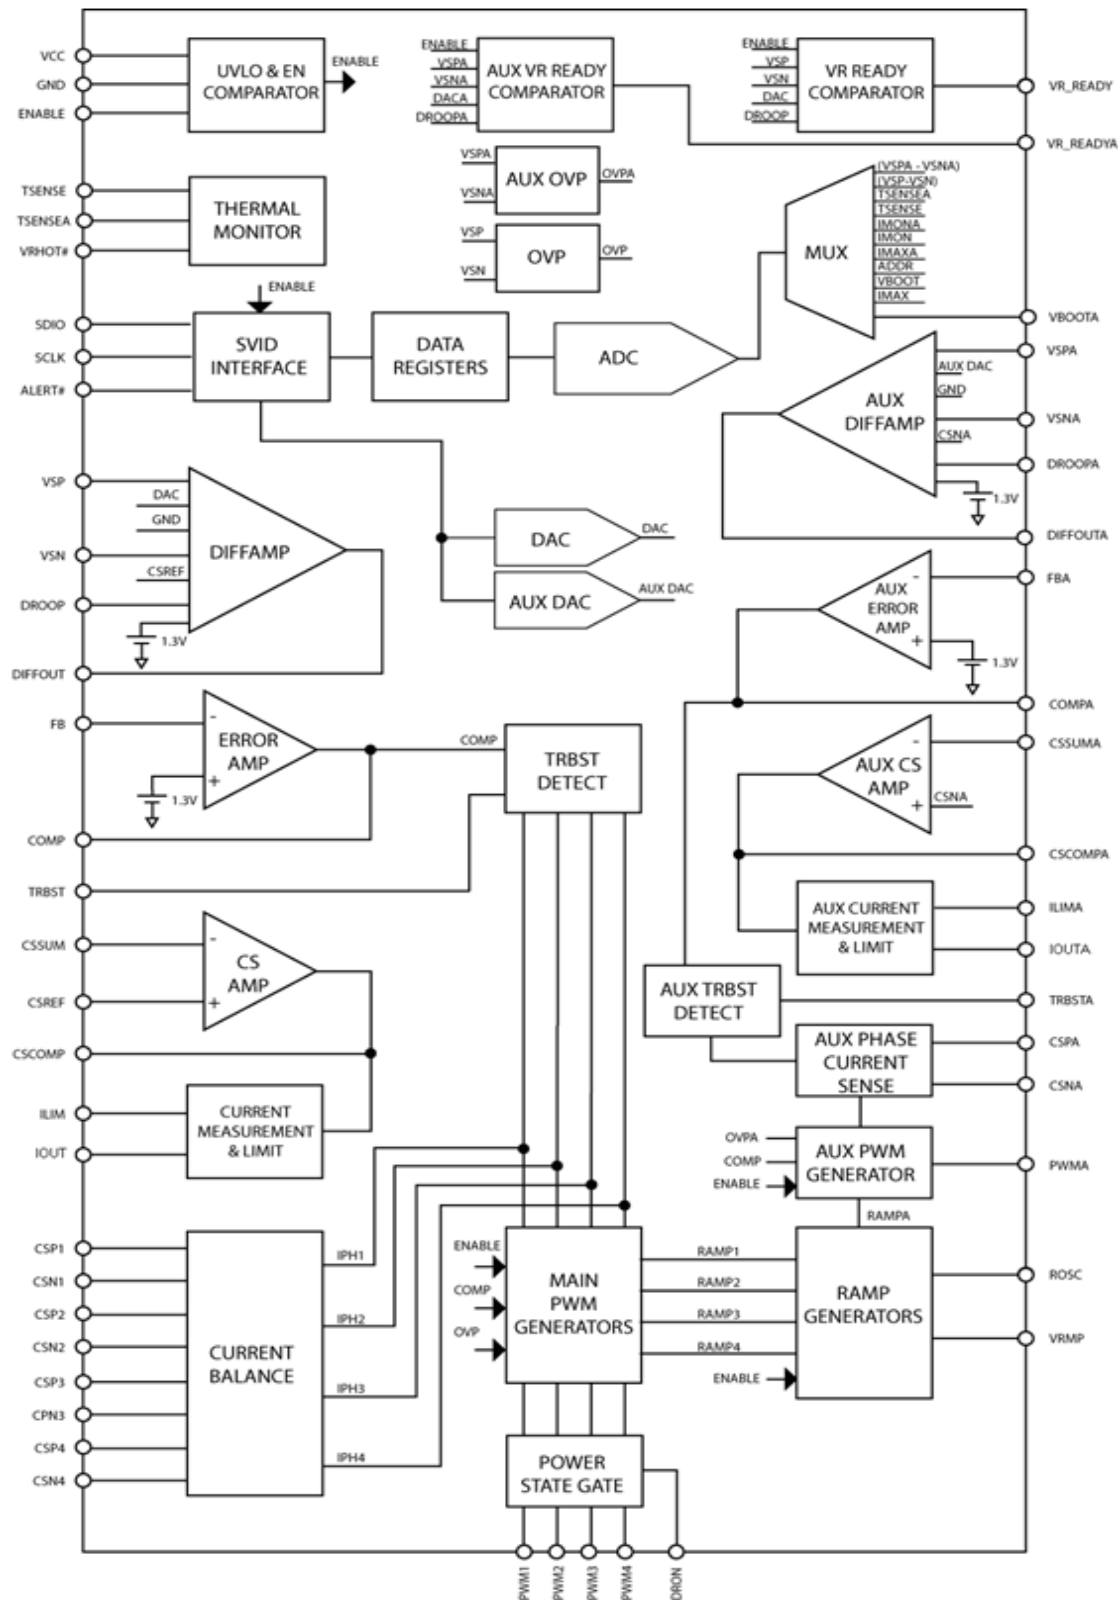 VCC
GND
ENABLE
UVLO & EN
COMPARATOR
ENABLE
ENABLE
VSPA
VSNA
DACA
DROOPA
AUX VR READY
COMPARATOR
ENABLE
VSP
VSN
DAC
DROOP
VR READY
COMPARATOR
VR_READY
VR_READYA
TSENSE
TSENSEA
VRHOT#
THERMAL
MONITOR
VSPA
VSNA
AUX OVP
OVPA
VSP
VSN
OVP
OVP
MUX
(VSPA - VSNA)
(VSP-VSN)
TSENSEA
TSENSE
IMONA
IMON
IMAXA
ADDR
VBOOT
IMAX
VBOOTA
ENABLE
SDIO
SCLK
ALERT#
SVID
INTERFACE
DATA
REGISTERS
ADC
AUX
DIFFAMP
VSPA
AUX DAC
GND
VSNA
CSNA
DROOPA
1.3V
DIFFOUTA
VSP
DAC
GND
VSN
CSREF
DROOP
1.3V
DIFFOUT
DIFFAMP
DAC
DAC
AUX DAC
AUX DAC
-
AUX
ERROR
AMP
+
1.3V
FBA
COMPA
FB
-
ERROR
AMP
+
1.3V
COMP
COMP
TRBST
TRBST
DETECT
-
AUX CS
AMP
+
CSNA
CSSUMA
CSCOMPA
AUX CURRENT
MEASUREMENT
& LIMIT
ILIMA
IOUTA
CSSUM
-
CS
AMP
CSREF
+
CSCOMP
AUX TRBST
DETECT
TRBSTA
AUX PHASE
CURRENT
SENSE
CSPA
CSNA
ILIM
IOUT
CURRENT
MEASUREMENT
& LIMIT
OVPA
COMP
ENABLE
AUX PWM
GENERATOR
PWMA
RAMPA
CSP1
CSN1
CSP2
CSN2
CSP3
CPN3
CSP4
CSN4
CURRENT
BALANCE
IPH1
IPH2
IPH3
IPH4
ENABLE
COMP
OVP
MAIN
PWM
GENERATORS
RAMP1
RAMP2
RAMP3
RAMP4
ENABLE
RAMP
GENERATORS
ROSC
VRMP
POWER
STATE GATE
PWM1
PWM2
PWM3
PWM4
DRON